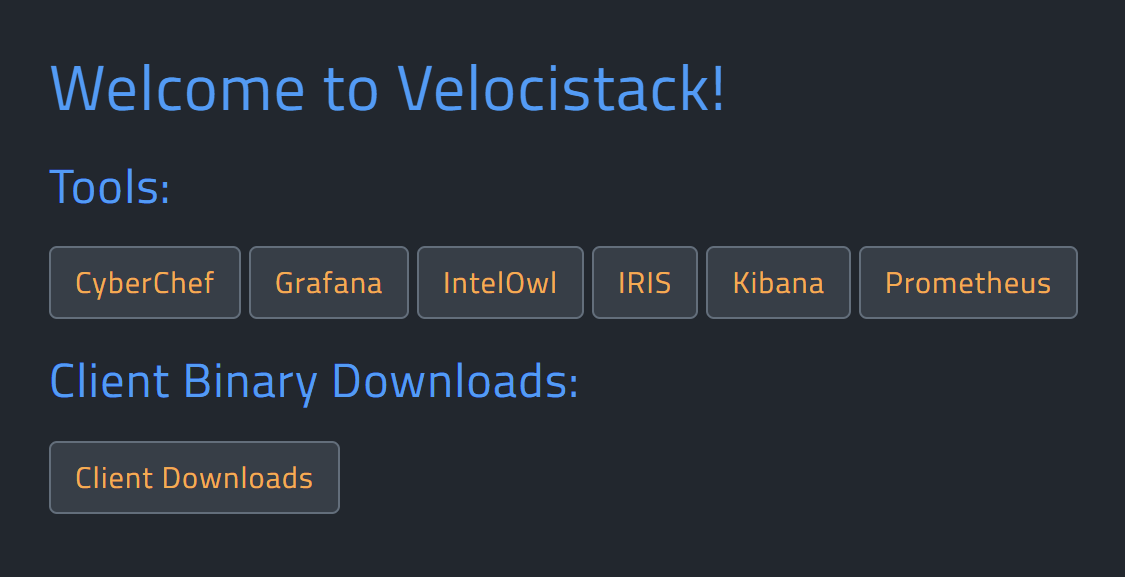 Welcome to Velocistack!
Tools:
CyberChef Grafana IntelOwl IRIS Kibana Prometheus
Client Binary Downloads:
Client Downloads